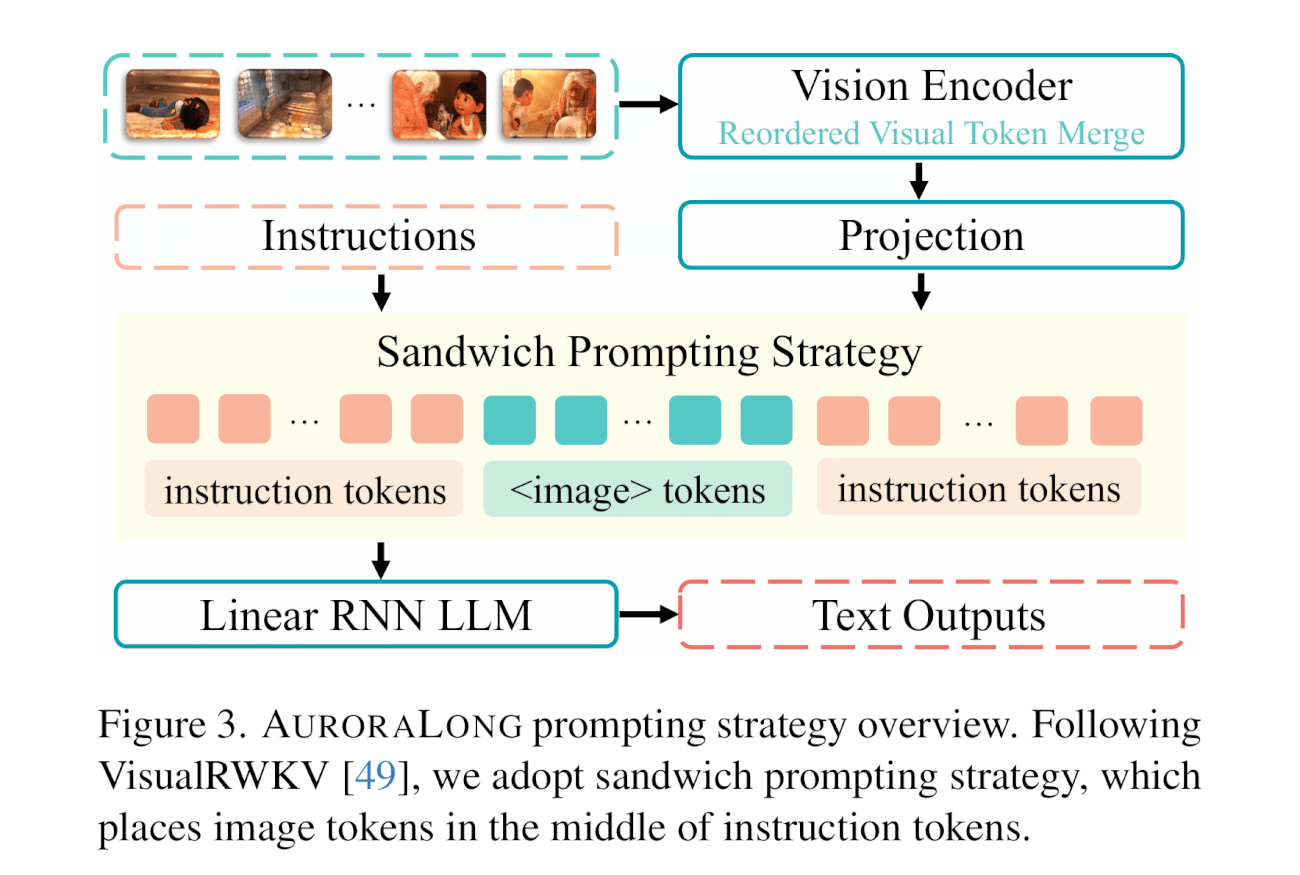 Vision Encoder
Reordered Visual Token Merge
Instructions
Projection
Sandwich Prompting Strategy
instruction tokens
<image> tokens
instruction tokens
Linear RNN LLM
Text Outputs
Figure 3. AURORALONG prompting strategy overview. Following
VisualRWKV [49], we adopt sandwich prompting strategy, which
places image tokens in the middle of instruction tokens.